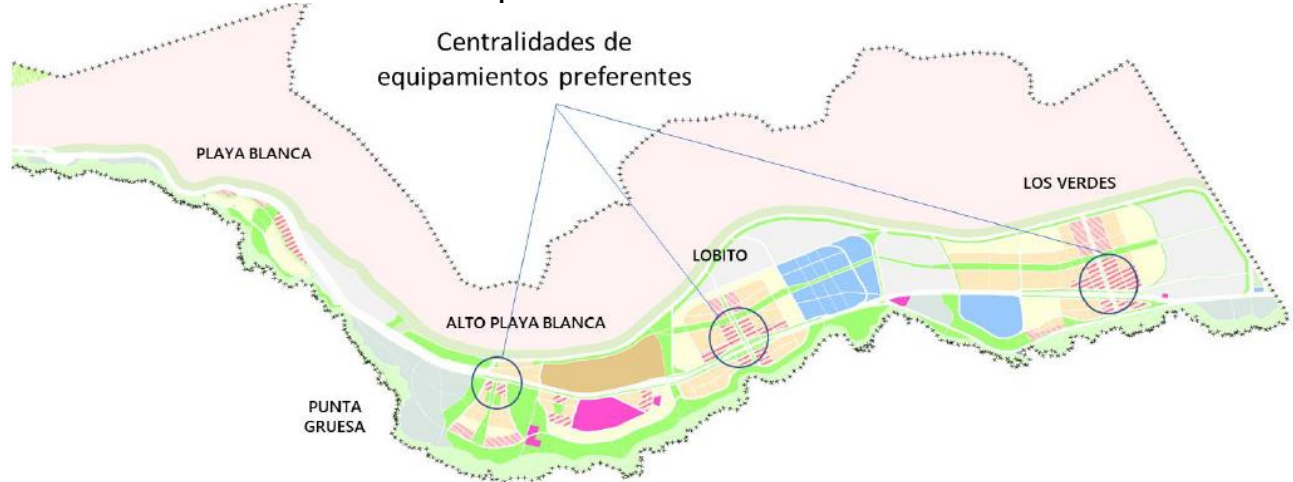 Centralidades de
equipamientos preferentes
PLAYA BLANCA
LOS VERDES
LOBITO
ALTO PLAYA BLANCA
PUNTA
GRUESA